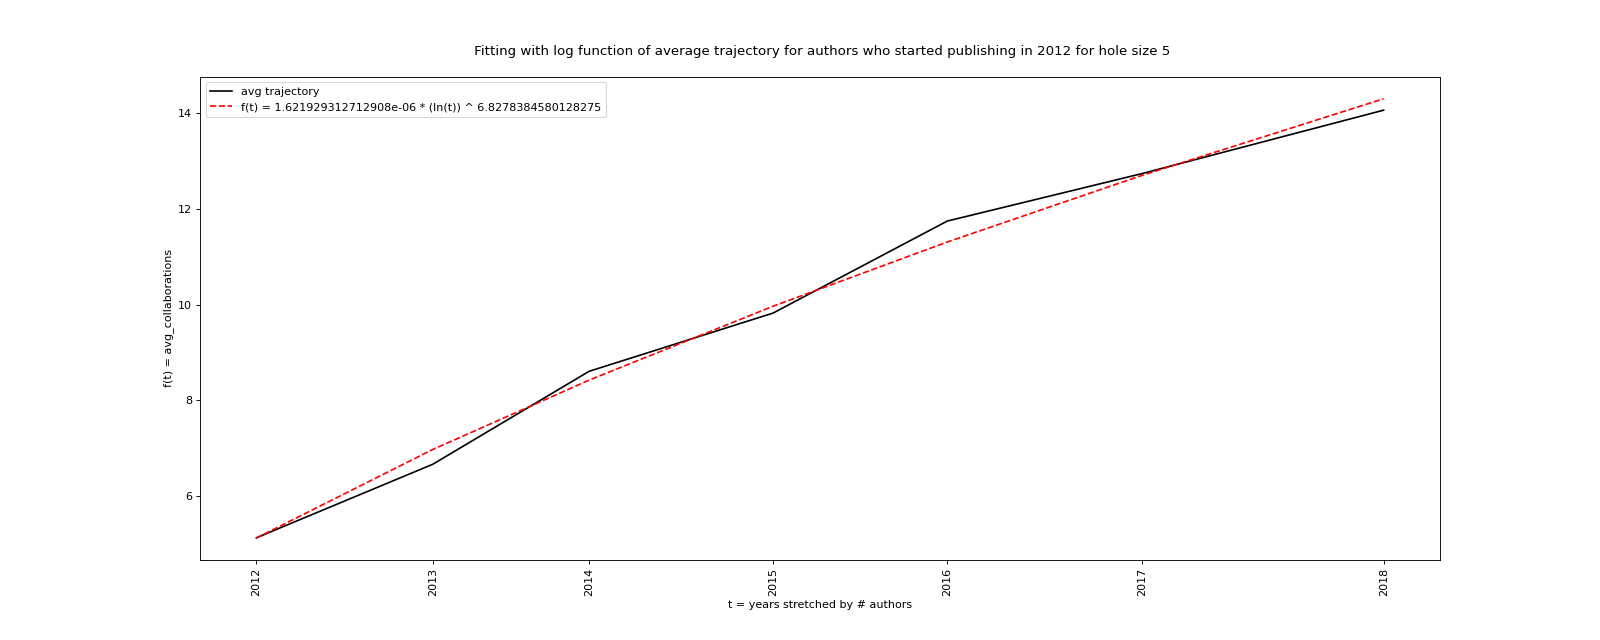 Fitting with log function of average trajectory for authors who started publishing in 2012 for hole size 5
avg trajectory
f(t) = 1.621929312712908e-06 * (ln(t)) ^ 6.8278384580128275
14
12
10
8
6
f(t) = avg_collaborations
2012
2013
2014
2015
2016
2017
2018
t = years stretched by # authors